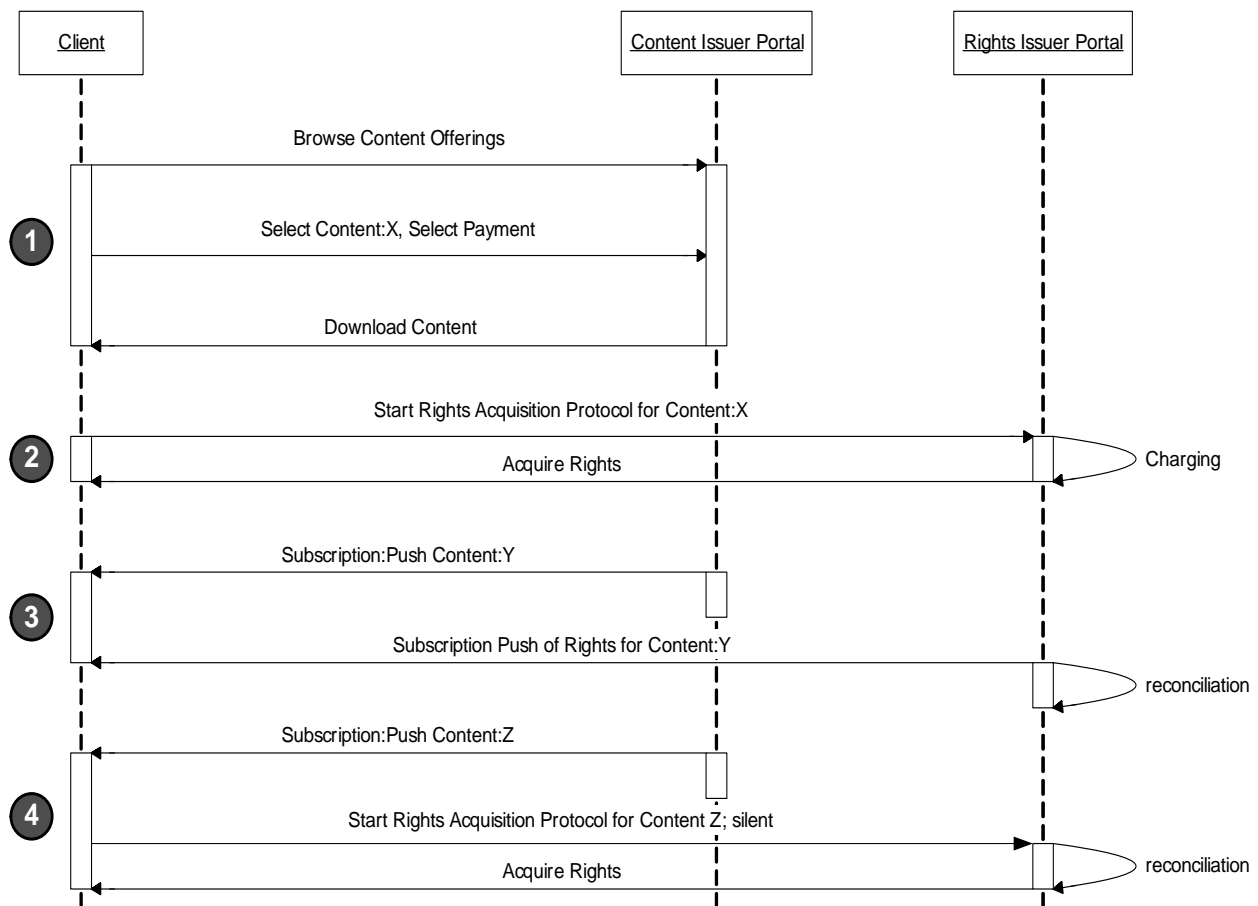 Client
Content Issuer Portal
Rights Issuer Portal
Browse Content Offerings
1
Select Content:X, Select Payment
Download Content
Start Rights Acquisition Protocol for Content:X
2
Acquire Rights
Charging
Subscription:Push Content:Y
3
Subscription Push of Rights for Content:Y
reconciliation
Subscription:Push Content:Z
4
Start Rights Acquisition Protocol for Content Z; silent
Acquire Rights
reconciliation